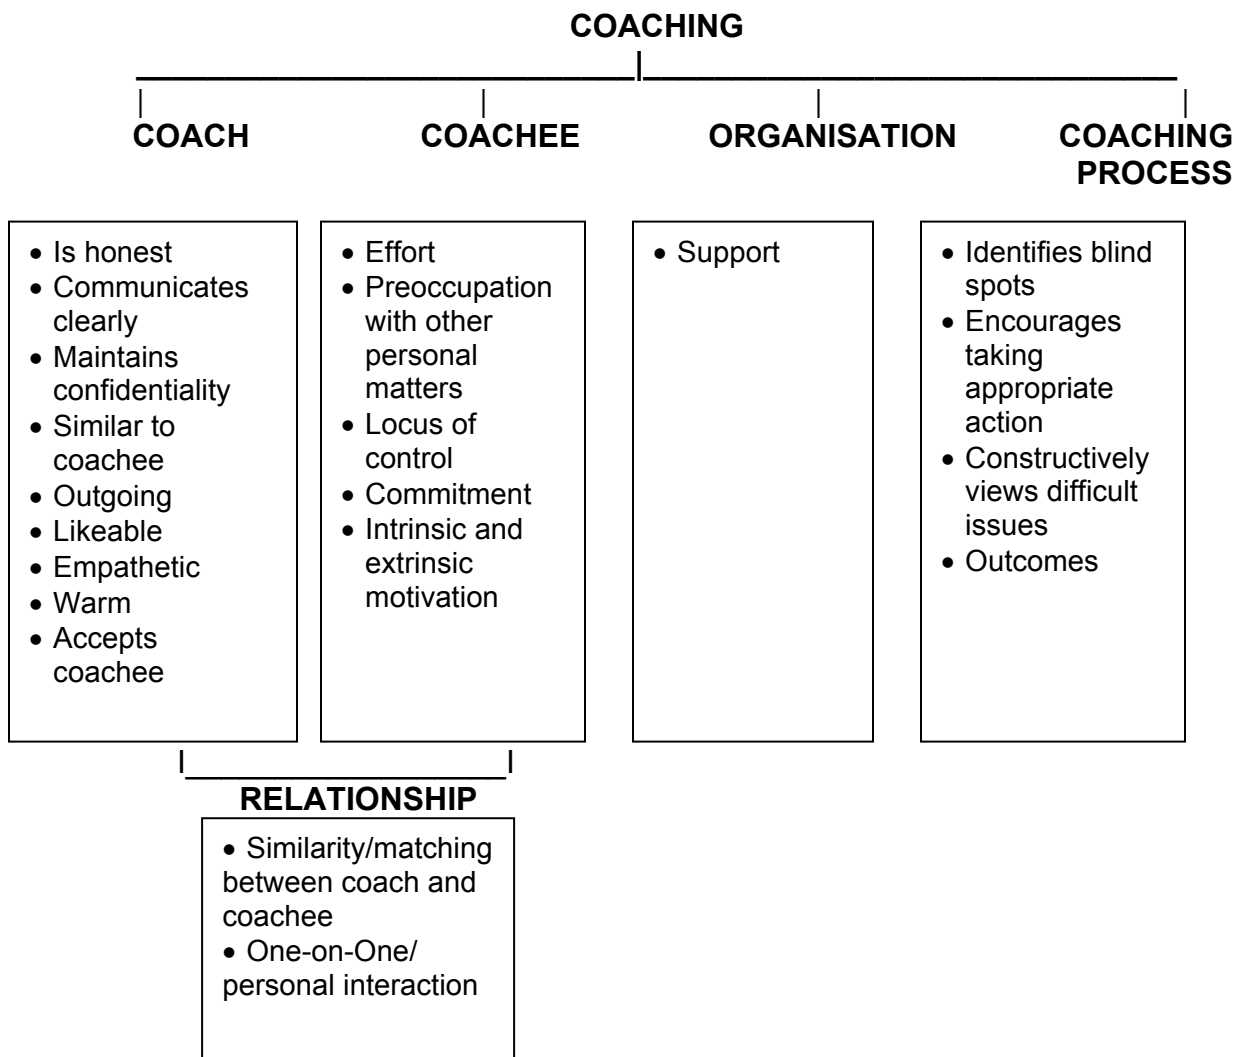 COACHING
COACH
COACHEE
ORGANISATION
COACHING
PROCESS
• Is honest
• Communicates
clearly
• Maintains
confidentiality
• Similar to
coachee
• Outgoing
• Likeable
• Empathetic
• Warm
• Accepts
coachee
• Effort
• Preoccupation
with other
personal
matters
• Locus of
control
• Commitment
• Intrinsic and
extrinsic
motivation
• Support
• Identifies blind
spots
• Encourages
taking
appropriate
action
• Constructively
views difficult
issues
• Outcomes
RELATIONSHIP
• Similarity/matching
between coach and
coachee
• One-on-One/
personal interaction